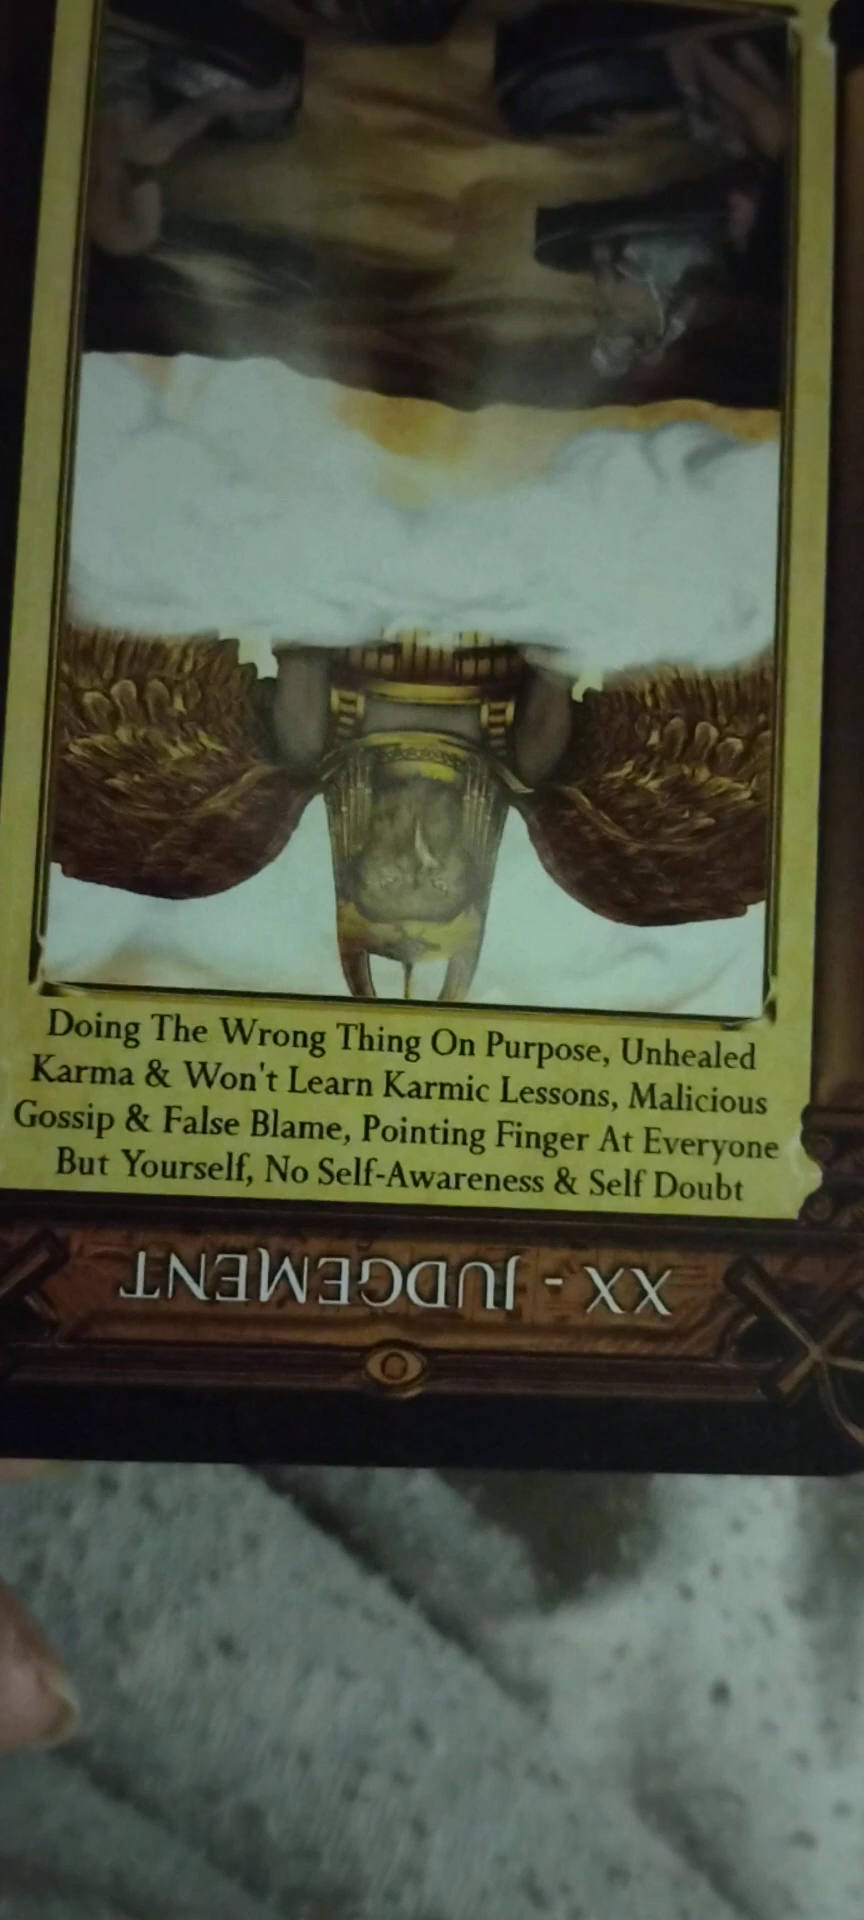 Doing The Wrong Thing On Purpose, Unhealed
Karma & Won't Learn Karmic Lessons, Malicious
Gossip & False Blame, Pointing Finger At Everyone
But Yourself, No Self-Awareness & Self Doubt
XX - JUDGEMENT